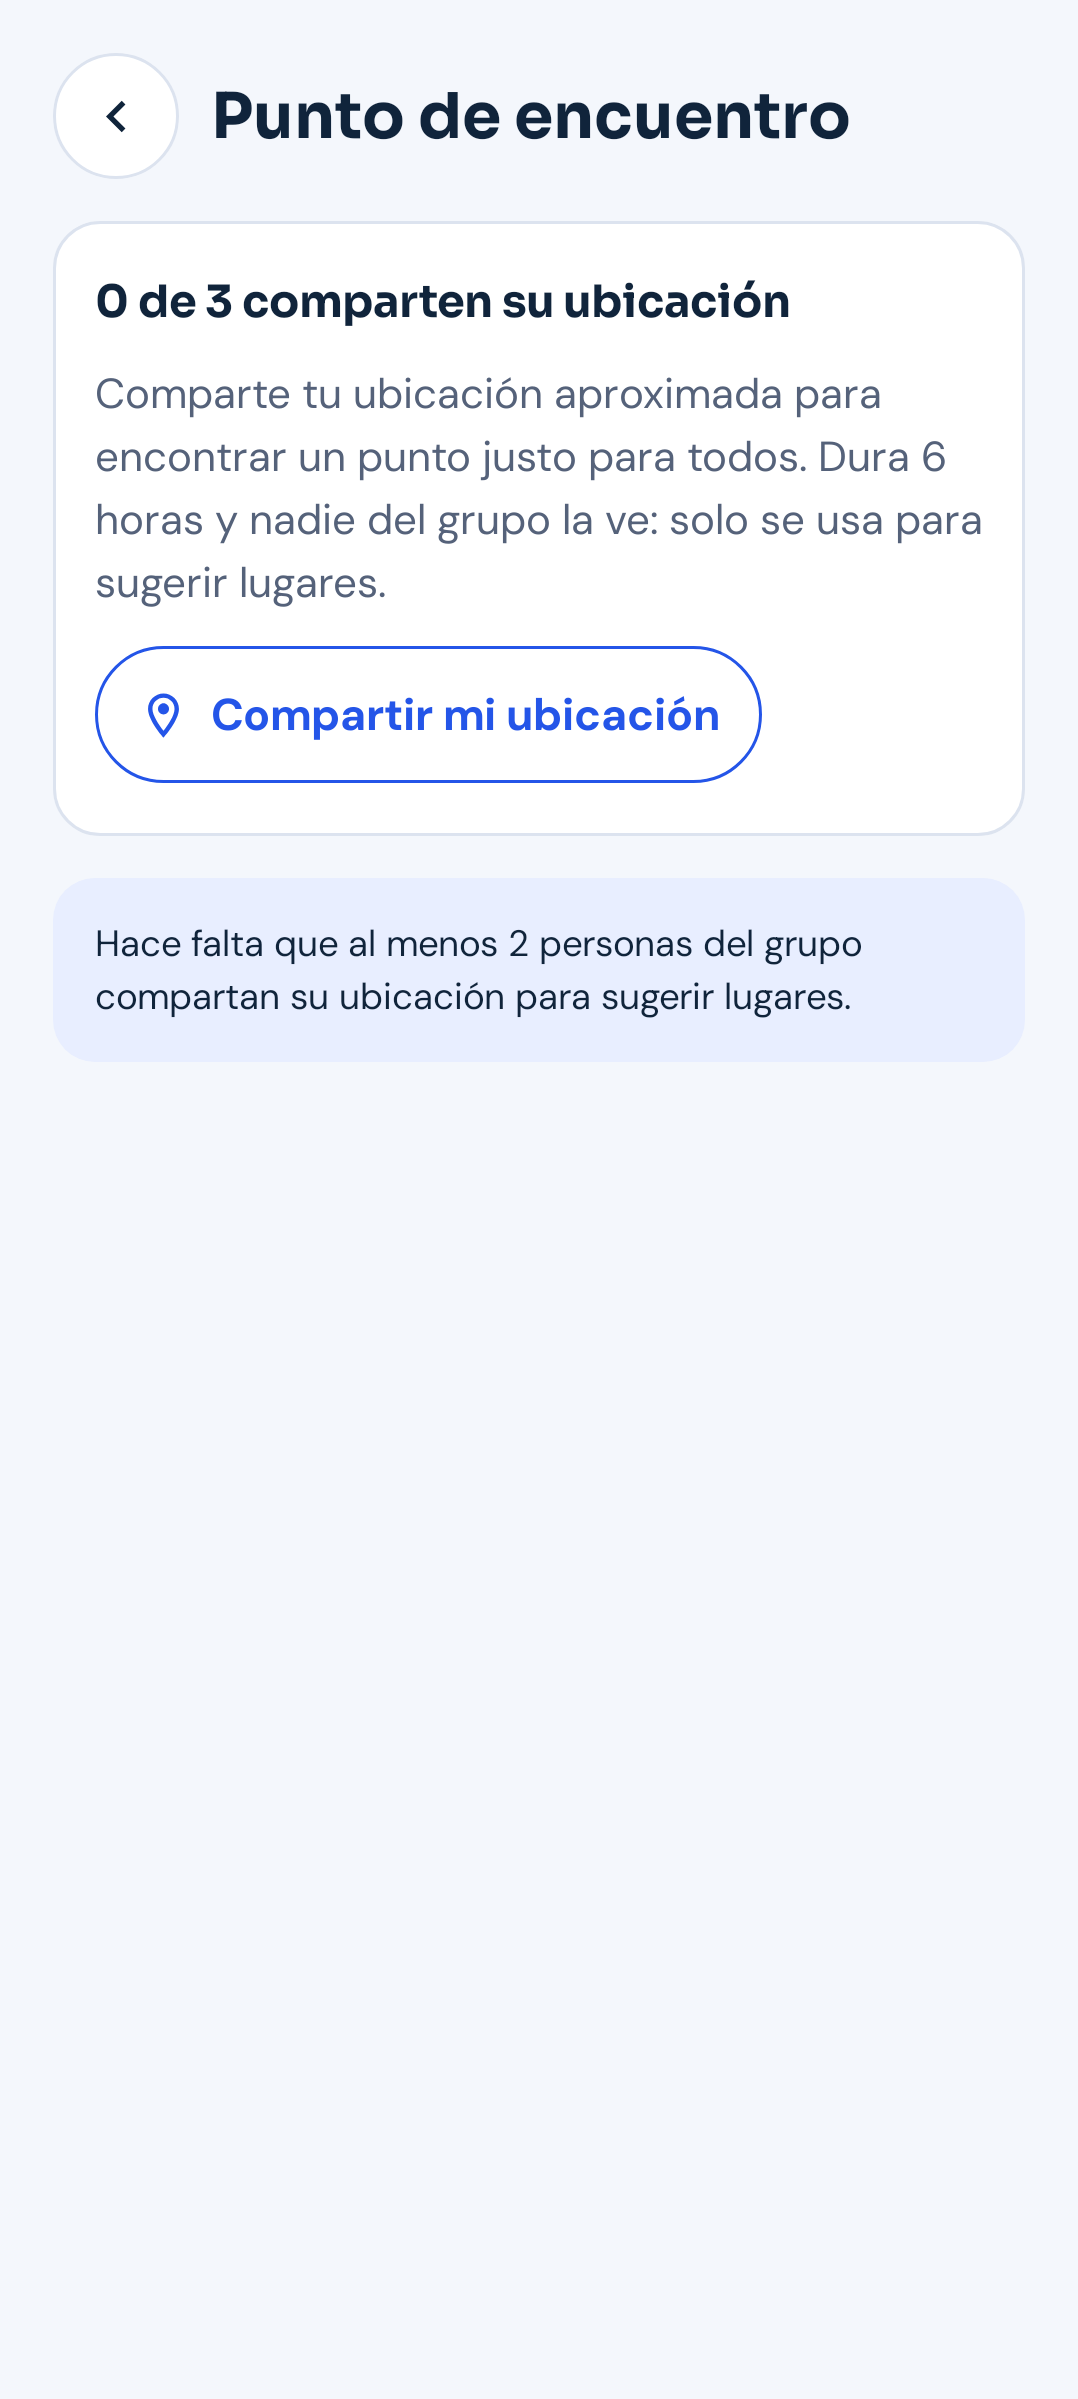 Punto de encuentro
0 de 3 comparten su ubicación
Comparte tu ubicación aproximada para
encontrar un punto justo para todos. Dura 6
horas y nadie del grupo la ve: solo se usa para
sugerir lugares.
Compartir mi ubicación
Hace falta que al menos 2 personas del grupo
compartan su ubicación para sugerir lugares.